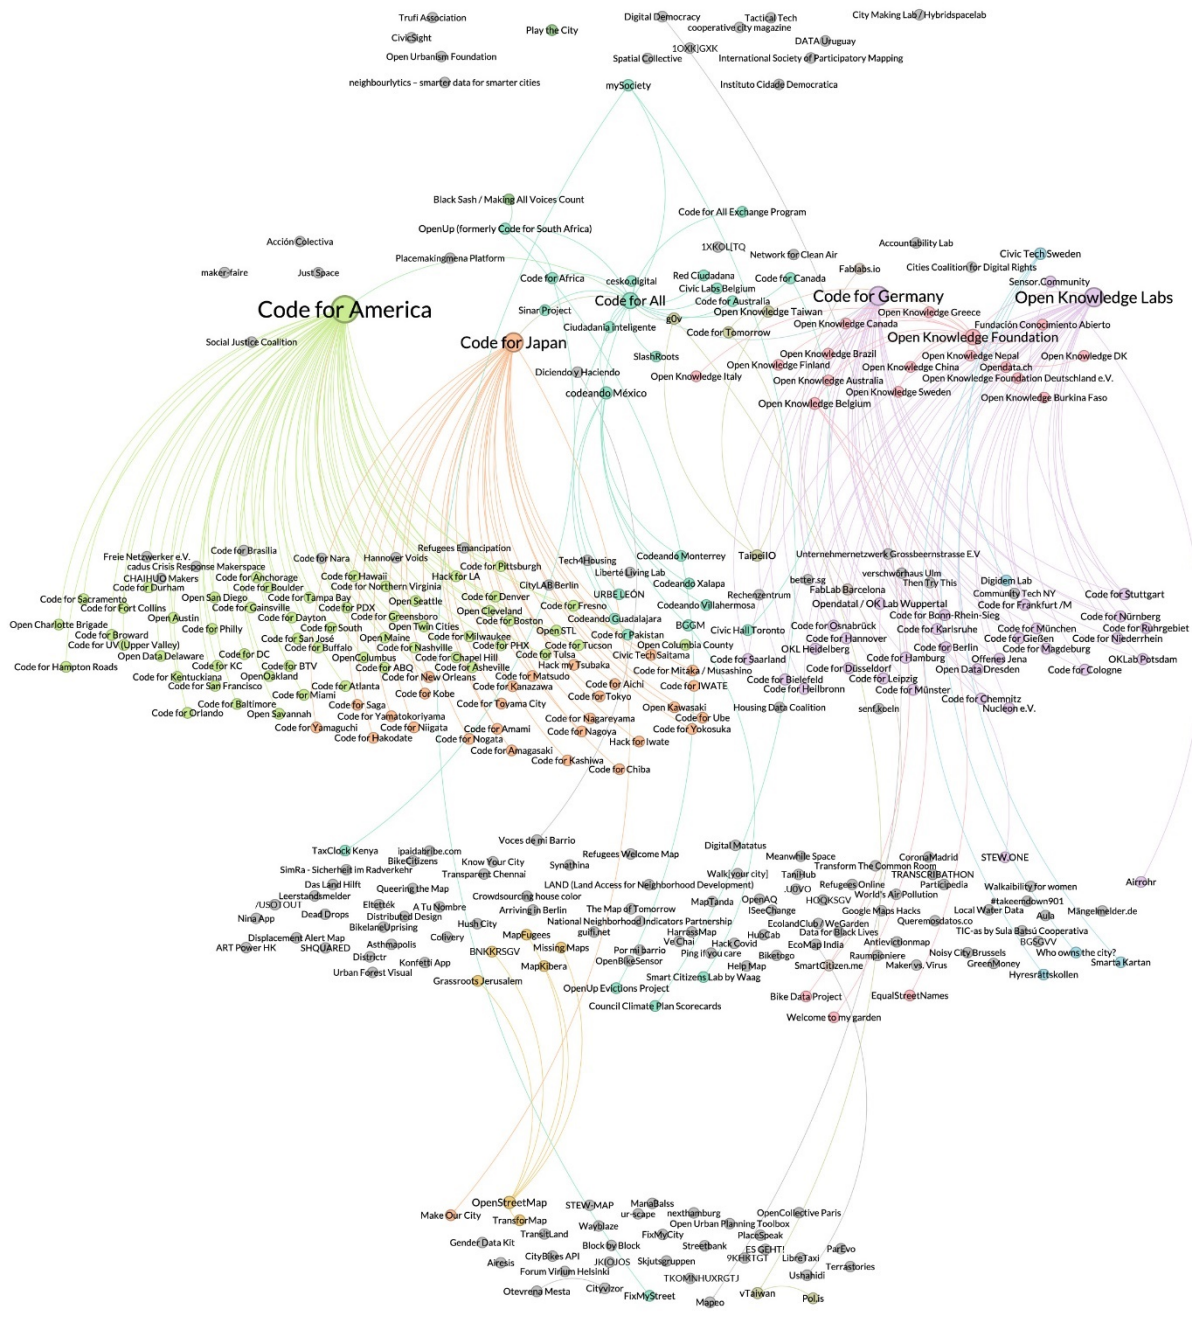 Trufi Association
Digital Democracy
Tactical Tech
City Making Lab / Hybridspacelab
CivicSight
Play the City
cooperative city magazine
1OXK|GXK
DATA Uruguay
Open Urbanism Foundation
Spatial Collective
International Society of Participatory Mapping
neighbourlytics – smarter data for smarter cities
mySociety
Instituto Cidade Democratica
Black Sash / Making All Voices Count
Code for All Exchange Program
OpenUp (formerly Code for South Africa)
Acción Colectiva
1XKOL[TQ
Accountability Lab
Placemakingmena Platform
Network for Clean Air
Civic Tech Sweden
maker-faire
Just Space
Code for Africa
cesko.digital
Red Ciudadana
Code for Canada
Fablabs.io
Cities Coalition for Digital Rights
Civic Labs Belgium
Sensor.Community
Code for America
Code for All
Code for Australia
Code for Germany
Open Knowledge Labs
Sinar Project
Open Knowledge Taiwan
Open Knowledge Greece
g0v
Open Knowledge Canada
Fundación Conocimiento Abierto
Ciudadanía inteligente
Code for Tomorrow
Open Knowledge Foundation
Social Justice Coalition
Code for Japan
SlashRoots
Open Knowledge Brazil
Open Knowledge Nepal
Open Knowledge DK
Open Knowledge Finland
Open Knowledge China
Opendata.ch
Diciendo y Haciendo
Open Knowledge Italy
Open Knowledge Australia
Open Knowledge Foundation Deutschland e.V.
codeando México
Open Knowledge Sweden
Open Knowledge Burkina Faso
Open Knowledge Belgium
Freie Netzwerker e.V.
Code for Brasilia
Code for Nara
Hannover Voids
Refugees Emancipation
Tech4Housing
Codeando Monterrey
TaipeiIO
Unternehmernetzwerk Grossbeernstrasse E.V
cadus Crisis Response Makerspace
Code for Pittsburgh
Liberté Living Lab
verschwörhaus Ulm
CHAIHUO Makers
Code for Anchorage
Code for Hawaii
Hack for LA
CityLAB Berlin
Codeando Xalapa
better.sg
Then Try This
Digidem Lab
Code for Durham
Code for Boulder
Code for Northern Virginia
URBE LEÓN
Rechenzentrum
FabLab Barcelona
Community Tech NY
Code for Stuttgart
Code for Sacramento
Open San Diego
Code for Tampa Bay
Open Seattle
Code for Denver
Code for Fresno
Codeando Villahermosa
Opendatal / OK Lab Wuppertal
Code for Frankfurt /M
Code for Fort Collins
Code for Gainsville
Code for PDX
Open Cleveland
Code for Bonn-Rhein-Sieg
Open Austin
Code for Dayton
Code for Greensboro
Code for Boston
Codeando Guadalajara
Code for Nürnberg
Open Charlotte Brigade
Code for Philly
Code for South
Open Twin Cities
Open STL
BGGM
Civic Hall Toronto
Code for Osnabrück
Code for Karlsruhe
Code for München
Code for Ruhrgebiet
Code for Broward
Code for San José
Open Maine
Code for Milwaukee
Code for Pakistan
Code for Hannover
Code for Gießen
Code for Niederrhein
Code for UV (Upper Valley)
Code for Buffalo
Code for Nashville
Code for PHX
Code for Tucson
Open Columbia County
OKL Heidelberg
Code for Berlin
Code for Magdeburg
Open Data Delaware
Code for DC
OpenColumbus
Code for Chapel Hill
Code for Tulsa
Civic Tech Saitama
Code for Saarland
Code for Hamburg
Offenes Jena
OKLab Potsdam
Code for Hampton Roads
Code for KC
Code for BTV
Code for ABQ
Code for Asheville
Hack my Tsubaka
Code for Mitaka / Musashino
Code for Düsseldorf
Open Data Dresden
Code for Cologne
Code for Kentuckiana
OpenOakland
Code for New Orleans
Code for Matsudo
Code for Bielefeld
Code for Leipzig
Code for San Francisco
Code for Atlanta
Code for Kanazawa
Code for Aichi
Code for IWATE
Code for Heilbronn
Code for Münster
Code for Miami
Code for Kobe
Code for Tokyo
Code for Chemnitz
Code for Baltimore
Code for Saga
Code for Toyama City
Open Kawasaki
Housing Data Coalition
senf.koeln
Nucleon e.V.
Code for Orlando
Open Savannah
Code for Yamatokoriyama
Code for Nagareyama
Code for Ube
Code for Yamaguchi
Code for Niigata
Code for Amami
Code for Nagoya
Code for Yokosuka
Code for Hakodate
Code for Nogata
Hack for Iwate
Code for Amagasaki
Code for Kashiwa
Code for Chiba
Voces de mi Barrio
TaxClock Kenya
ipaidabribe.com
Digital Matatus
Refugees Welcome Map
Meanwhile Space
CoronaMadrid
STEW.ONE
BikeCitizens
Know Your City
Synathina
Transform The Common Room
SimRa - Sicherheit im Radverkehr
Transparent Chennai
Walk[your city]
TaniHub
TRANSCRIBATHON
Airrohr
Das Land Hilft
Queering the Map
LAND (Land Access for Neighborhood Development)
.UOVO
Refugees Online
Participedia
Walkaibility for women
Leerstandsmelder
Crowdsourcing house color
World's Air Pollution
/USOTOUT
Eltették
A Tu Nombre
MapTanda
OpenAQ
HOQKSGV
#takeemdown901
Dead Drops
Distributed Design
Arriving in Berlin
The Map of Tomorrow
ISeeChange
Google Maps Hacks
Local Water Data
Mängelmelder.de
Nina App
BikelaneUprising
Hush City
National Neighborhood Indicators Partnership
EcolandClub / WeGarden
Queremosdatos.co
Aula
Displacement Alert Map
Colivery
MapFugees
gulfi.net
HarrassMap
HubCab
Data for Black Lives
TIC-as by Sula Batsú Cooperativa
ART Power HK
SHQUARED
Asthmapolis
BNKKRSGV
Missing Maps
Por mi barrio
Ve Chai
Hack Covid
EcoMap India
Antievictionmap
BGSGVV
Districtr
Konfetti App
OpenBikeSensor
Ping if you care
Biketogo
Raumpioniere
Noisy City Brussels
Who owns the city?
Urban Forest Visual
MapKibera
Help Map
SmartCitizen.me
Maker vs. Virus
GreenMoney
Smarta Kartan
Grassroots Jerusalem
Smart Citizens Lab by Waag
Hyresrättskollen
OpenUp Evictions Project
Bike Data Project
EqualStreetNames
Council Climate Plan Scorecards
Welcome to my garden
OpenStreetMap
STEW-MAP
ManaBalss
Make Our City
ur-scape
nexthamburg
OpenCollective Paris
TransforMap
Wayblaze
Open Urban Planning Toolbox
TransitLand
FixMyCity
PlaceSpeak
Gender Data Kit
Block by Block
Streetbank
ES GEHT!
ParEvo
CityBikes API
9KHKTGT
LibreTaxi
Airesis
JK|OJOS
Skjutsgruppen
Terrastories
Forum Virium Helsinki
TKOMNHUXRGTJ
Ushahidi
Otevrena Mesta
Cityvizor
FixMyStreet
Mapeo
vTaiwan
Pol.is